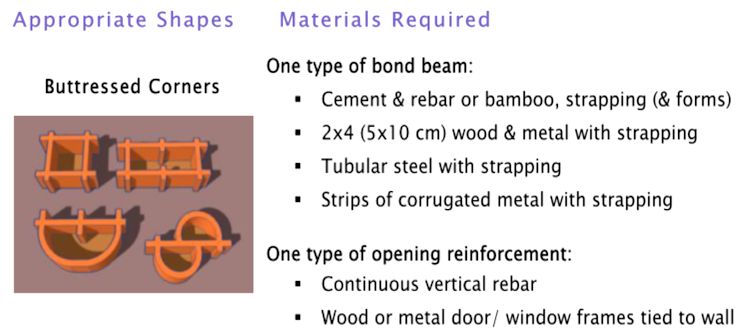 Appropriate Shapes
Materials Required
Buttressed Corners
One type of bond beam:
▪ Cement & rebar or bamboo, strapping (& forms)
▪ 2x4 (5x10 cm) wood & metal with strapping
▪ Tubular steel with strapping
▪ Strips of corrugated metal with strapping
One type of opening reinforcement:
▪ Continuous vertical rebar
▪ Wood or metal door/ window frames tied to wall